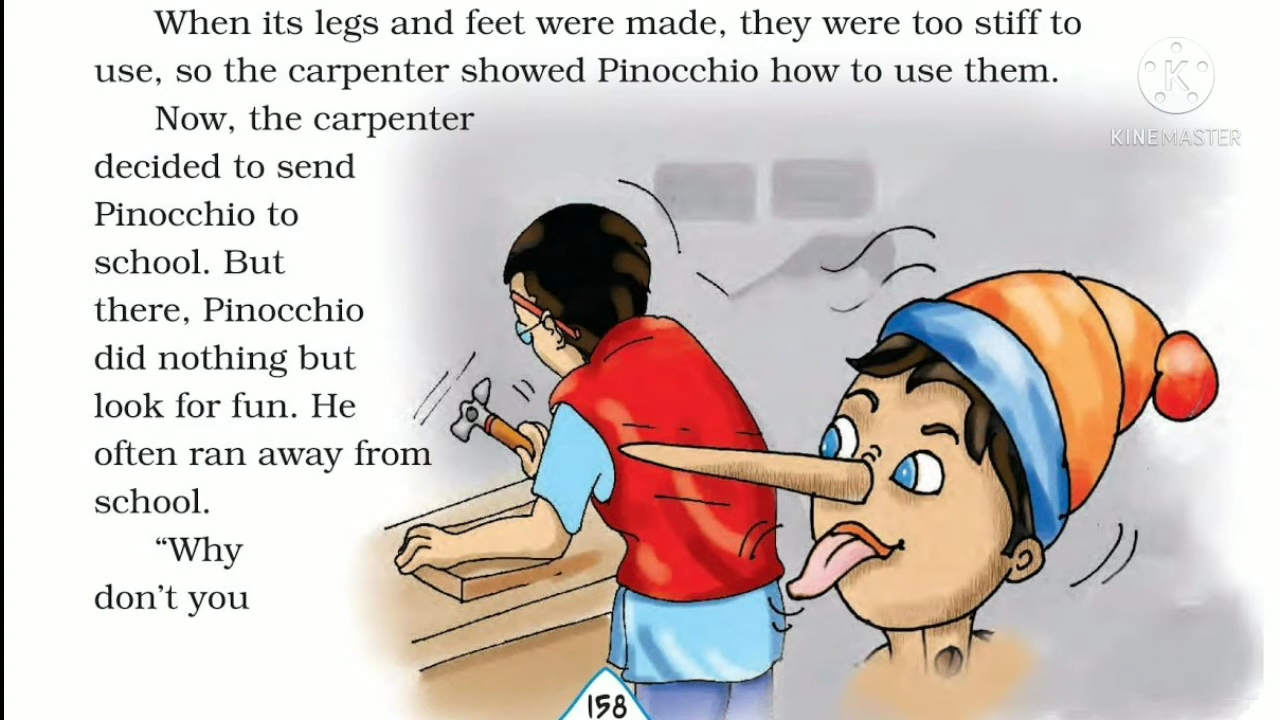 When its legs and feet were made, they were too stiff to
use, so the carpenter showed Pinocchio how to use them.
Now, the carpenter
decided to send
Pinocchio to
school. But
there, Pinocchio
did nothing but
look for fun. He
often ran away from
school.
“Why
don’t you
158
K
KINEMASTER